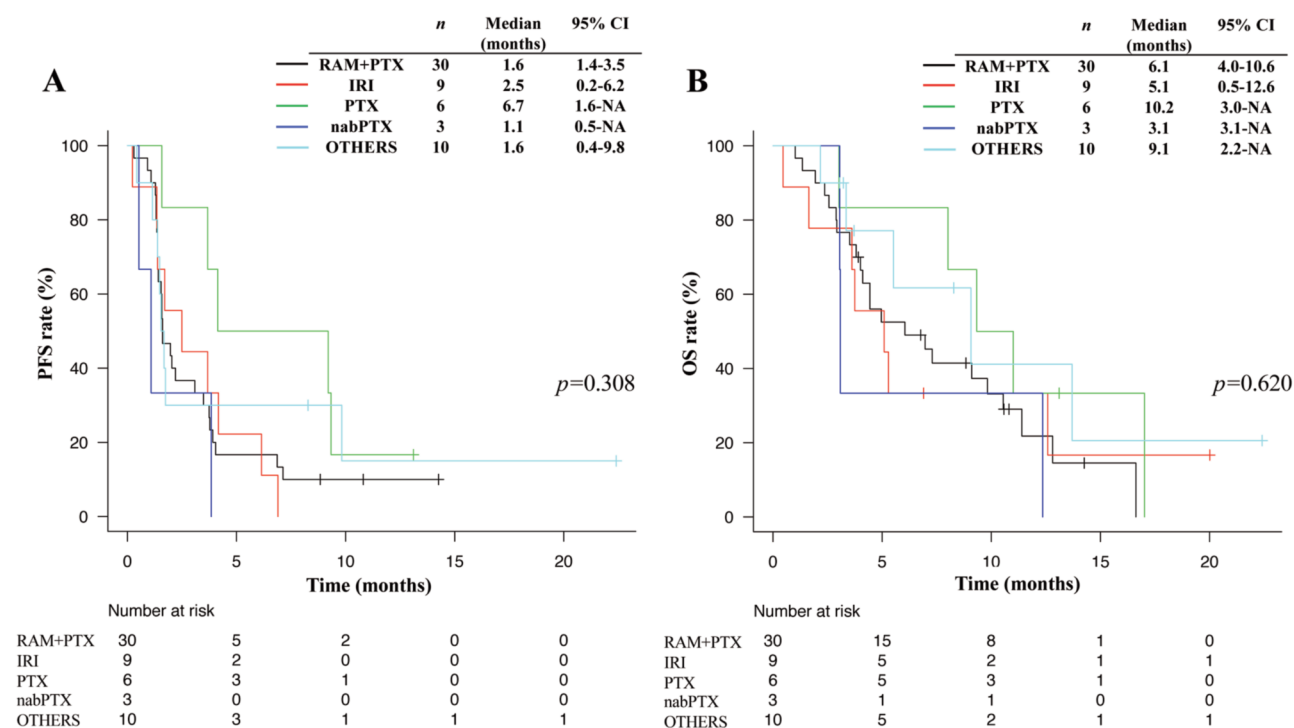 A
n Median (months) 95% CI
RAM+PTX 30 1.6 1.4-3.5
IRI 9 2.5 0.2-6.2
PTX 6 6.7 1.6-NA
nabPTX 3 1.1 0.5-NA
OTHERS 10 1.6 0.4-9.8
PFS rate (%)
100
80
60
40
20
0
p=0.308
0 5 10 15 20
Time (months)
Number at risk
RAM+PTX 30 5 2 0 0
IRI 9 2 0 0 0
PTX 6 3 1 0 0
nabPTX 3 0 0 0 0
OTHERS 10 3 1 1 1
B
n Median (months) 95% CI
RAM+PTX 30 6.1 4.0-10.6
IRI 9 5.1 0.5-12.6
PTX 6 10.2 3.0-NA
nabPTX 3 3.1 3.1-NA
OTHERS 10 9.1 2.2-NA
OS rate (%)
100
80
60
40
20
0
p=0.620
0 5 10 15 20
Time (months)
Number at risk
RAM+PTX 30 15 8 1 0
IRI 9 5 2 1 1
PTX 6 5 3 1 0
nabPTX 3 1 1 0 0
OTHERS 10 5 2 1 1